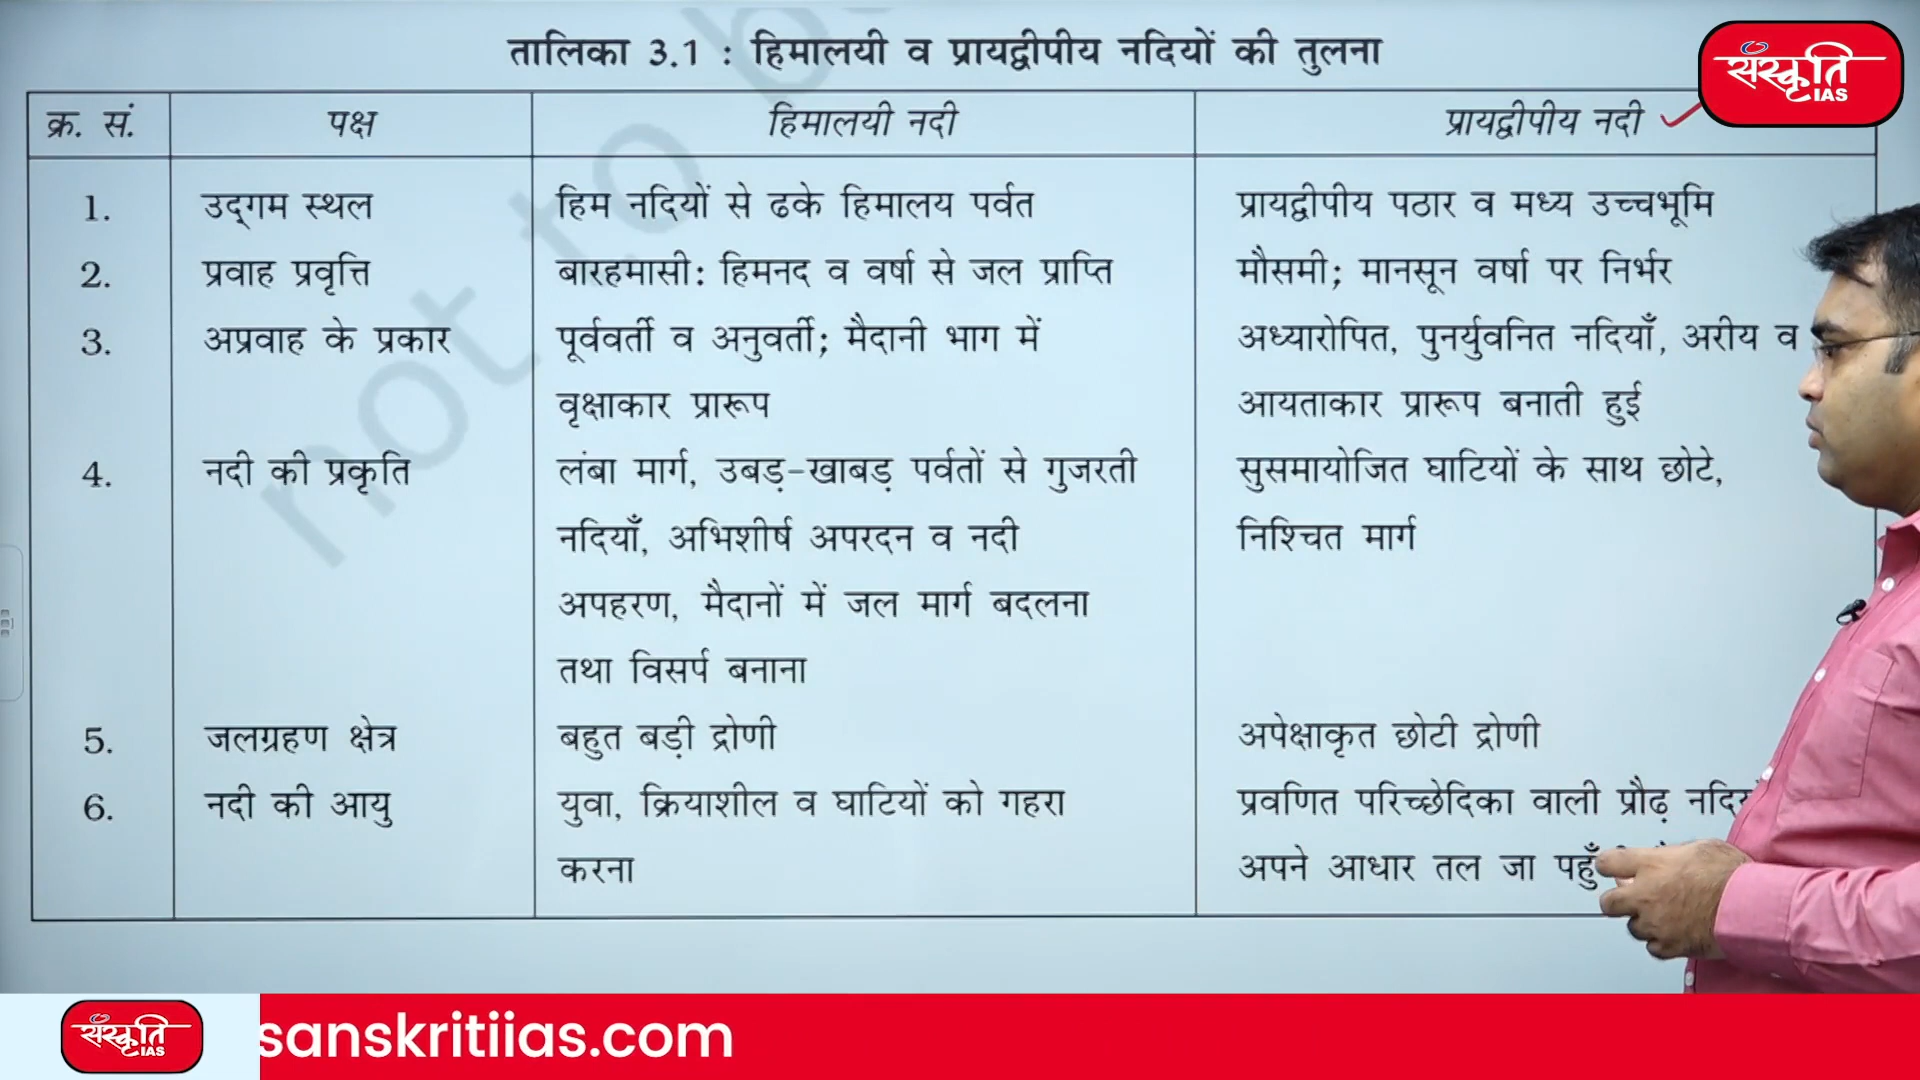 तालिका 3.1 : हिमालयी व प्रायद्वीपीय नदियों की तुलना
संस्कृति
IAS
क्र. सं. पक्ष हिमालयी नदी प्रायद्वीपीय नदी
1. उद्‌गम स्थल हिम नदियों से ढके हिमालय पर्वत प्रायद्वीपीय पठार व मध्य उच्चभूमि
2. प्रवाह प्रवृत्ति बारहमासी: हिमनद व वर्षा से जल प्राप्ति मौसमी; मानसून वर्षा पर निर्भर
3. अप्रवाह के प्रकार पूर्ववर्ती व अनुवर्ती; मैदानी भाग में अध्यारोपित, पुनर्युवनित नदियाँ, अरीय व
वृक्षाकार प्रारूप आयताकार प्रारूप बनाती हुई
4. नदी की प्रकृति लंबा मार्ग, उबड़-खाबड़ पर्वतों से गुजरती सुसमायोजित घाटियों के साथ छोटे,
नदियाँ, अभिशीर्ष अपरदन व नदी निश्चित मार्ग
अपहरण, मैदानों में जल मार्ग बदलना
तथा विसर्प बनाना
5. जलग्रहण क्षेत्र बहुत बड़ी द्रोणी अपेक्षाकृत छोटी द्रोणी
6. नदी की आयु युवा, क्रियाशील व घाटियों को गहरा प्रवणित परिच्छेदिका वाली प्रौढ़
करना अपने आधार तल जा
not to
संस्कृति
IAS
sanskritiias.com